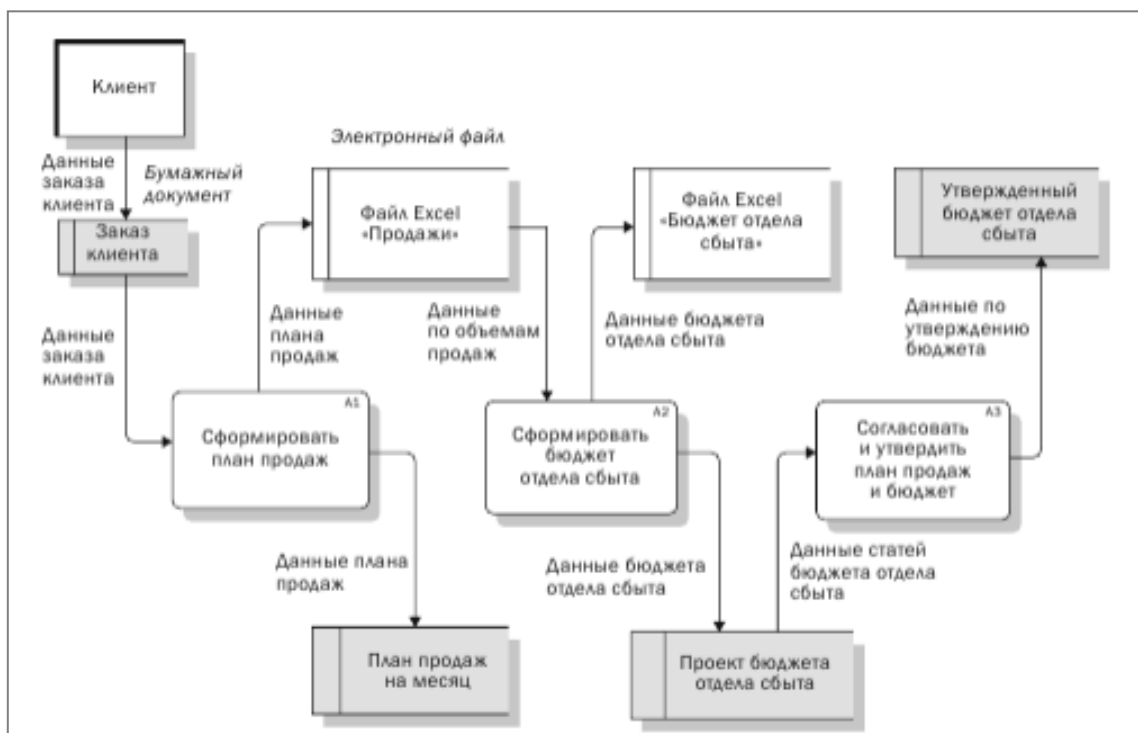 Клиент
Электронный файл
Данные
заказа
клиента
Бумажный
документ
Заказ
клиента
Файл Excel
«Продажи»
Файл Excel
«Бюджет отдела
сбыта»
Утвержденный
бюджет отдела
сбыта
Данные
заказа
клиента
Данные
плана
продаж
Данные
по объемам
продаж
Данные бюджета
отдела сбыта
Данные по
утверждению
бюджета
A1
Сформировать
план продаж
A2
Сформировать
бюджет
отдела сбыта
A3
Согласовать
и утвердить
план продаж
и бюджет
Данные плана
продаж
Данные бюджета
отдела сбыта
Данные статей
бюджета отдела
сбыта
План продаж
на месяц
Проект бюджета
отдела сбыта